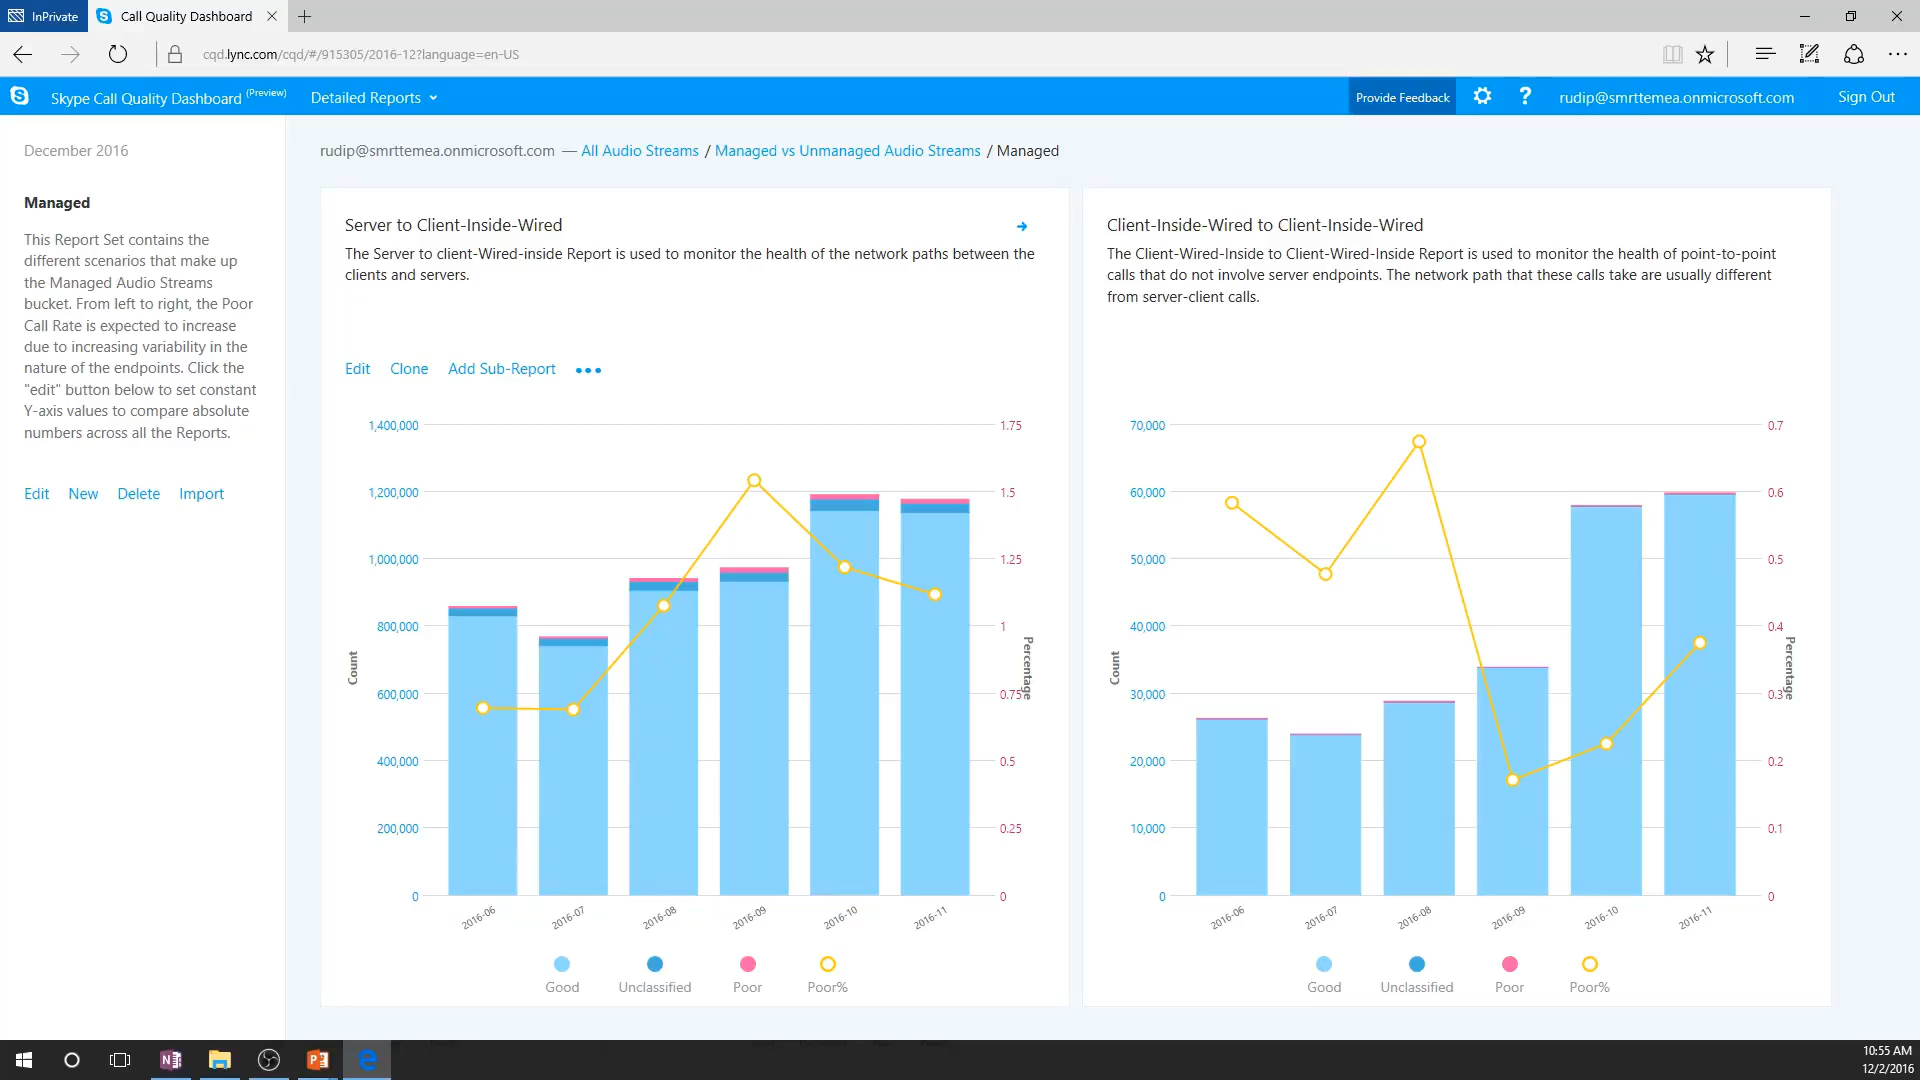 InPrivate
Call Quality Dashboard
cqd.lync.com/cqd/#/915305/2016-12?language=en-US
Skype Call Quality Dashboard (Preview)
Detailed Reports
Provide Feedback
?
rudip@smrttemea.onmicrosoft.com
Sign Out
December 2016
Managed
This Report Set contains the
different scenarios that make up
the Managed Audio Streams
bucket. From left to right, the Poor
Call Rate is expected to increase
due to increasing variability in the
nature of the endpoints. Click the
"edit" button below to set constant
Y-axis values to compare absolute
numbers across all the Reports.
Edit New Delete Import
rudip@smrttemea.onmicrosoft.com — All Audio Streams / Managed vs Unmanaged Audio Streams / Managed
Server to Client-Inside-Wired
The Server to client-Wired-inside Report is used to monitor the health of the network paths between the
clients and servers.
Edit Clone Add Sub-Report
1,400,000
1,200,000
1,000,000
800,000
600,000
400,000
200,000
0
Count
1.75
1.5
1.25
1
0.75
0.5
0.25
0
Percentage
2016-06 2016-07 2016-08 2016-09 2016-10 2016-11
Good Unclassified Poor Poor%
Client-Inside-Wired to Client-Inside-Wired
The Client-Wired-Inside to Client-Wired-Inside Report is used to monitor the health of point-to-point
calls that do not involve server endpoints. The network path that these calls take are usually different
from server-client calls.
70,000
60,000
50,000
40,000
30,000
20,000
10,000
0
Count
0.7
0.6
0.5
0.4
0.3
0.2
0.1
0
Percentage
2016-06 2016-07 2016-08 2016-09 2016-10 2016-11
Good Unclassified Poor Poor%
10:55 AM
12/2/2016